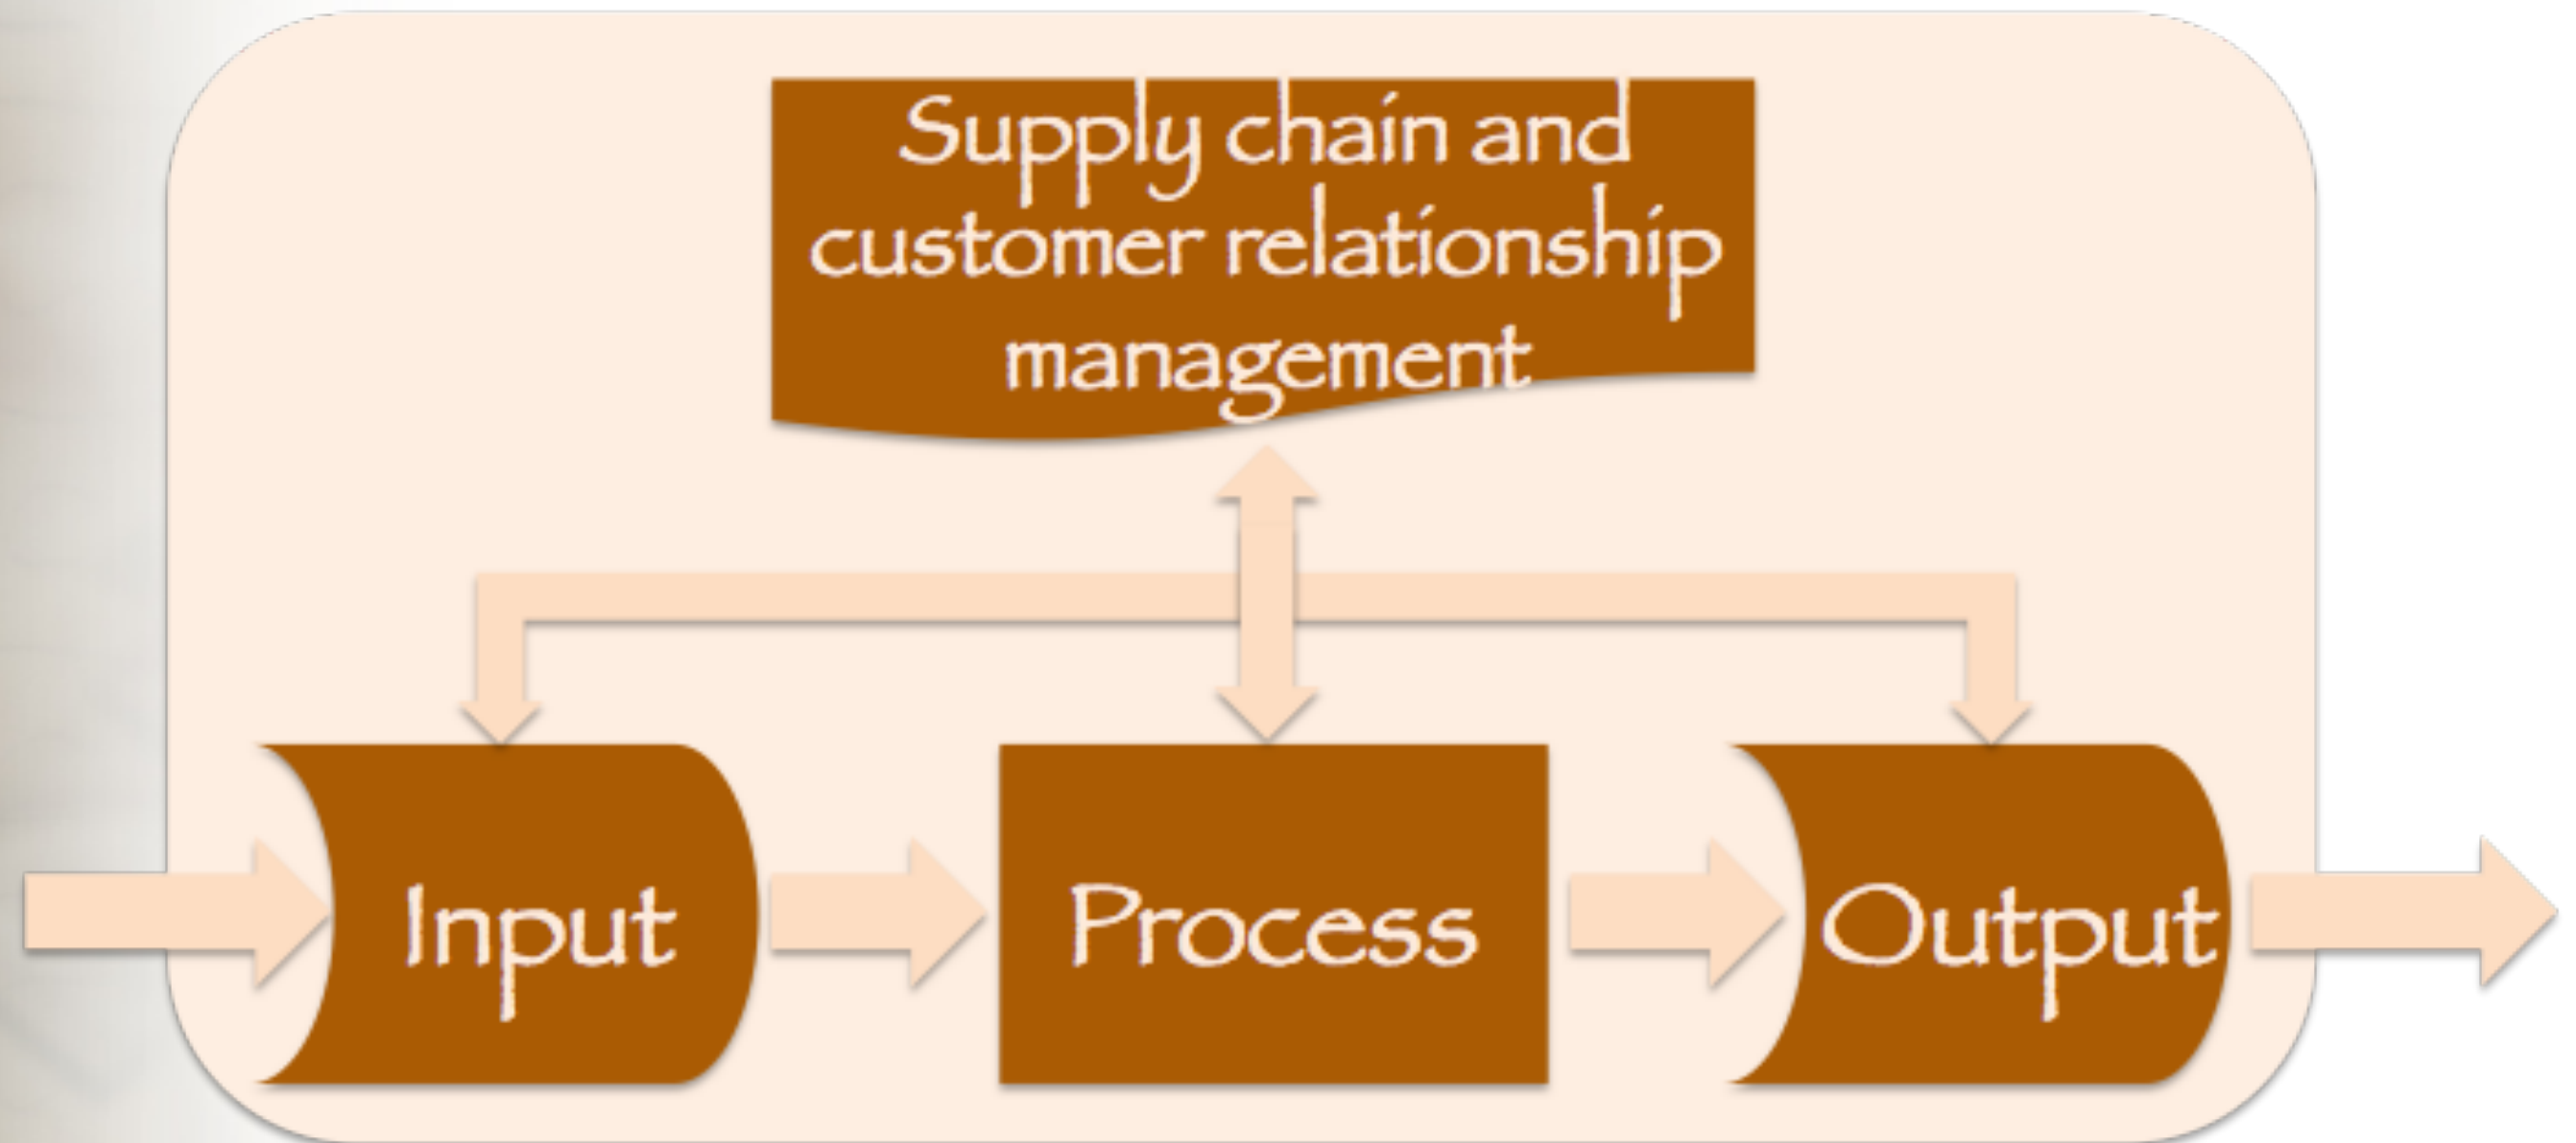 Supply chain and
customer relationship
management
Input
Process
Output